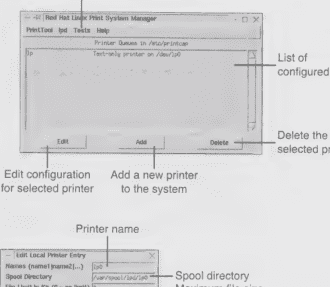 Red Hat Linux Print System Manager
PrintTool lpd Tests Help
Printer Queues in /etc/printcap
lp Text-only printer on /dev/lp0
List of
configured
Edit Add Delete
Delete the
selected pr
Edit configuration
for selected printer
Add a new printer
to the system
Printer name
Edit Local Printer Entry
Names (name1|name2|...) lp0
Spool Directory /var/spool/lpd/lp0
Spool directory